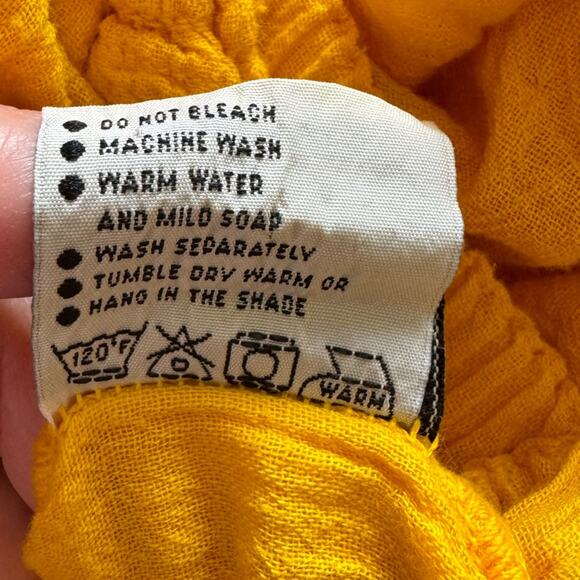 ● DO NOT BLEACH
● MACHINE WASH
● WARM WATER
AND MILD SOAP
● WASH SEPARATELY
● TUMBLE DRY WARM OR
● HANG IN THE SHADE
120°F
WARM